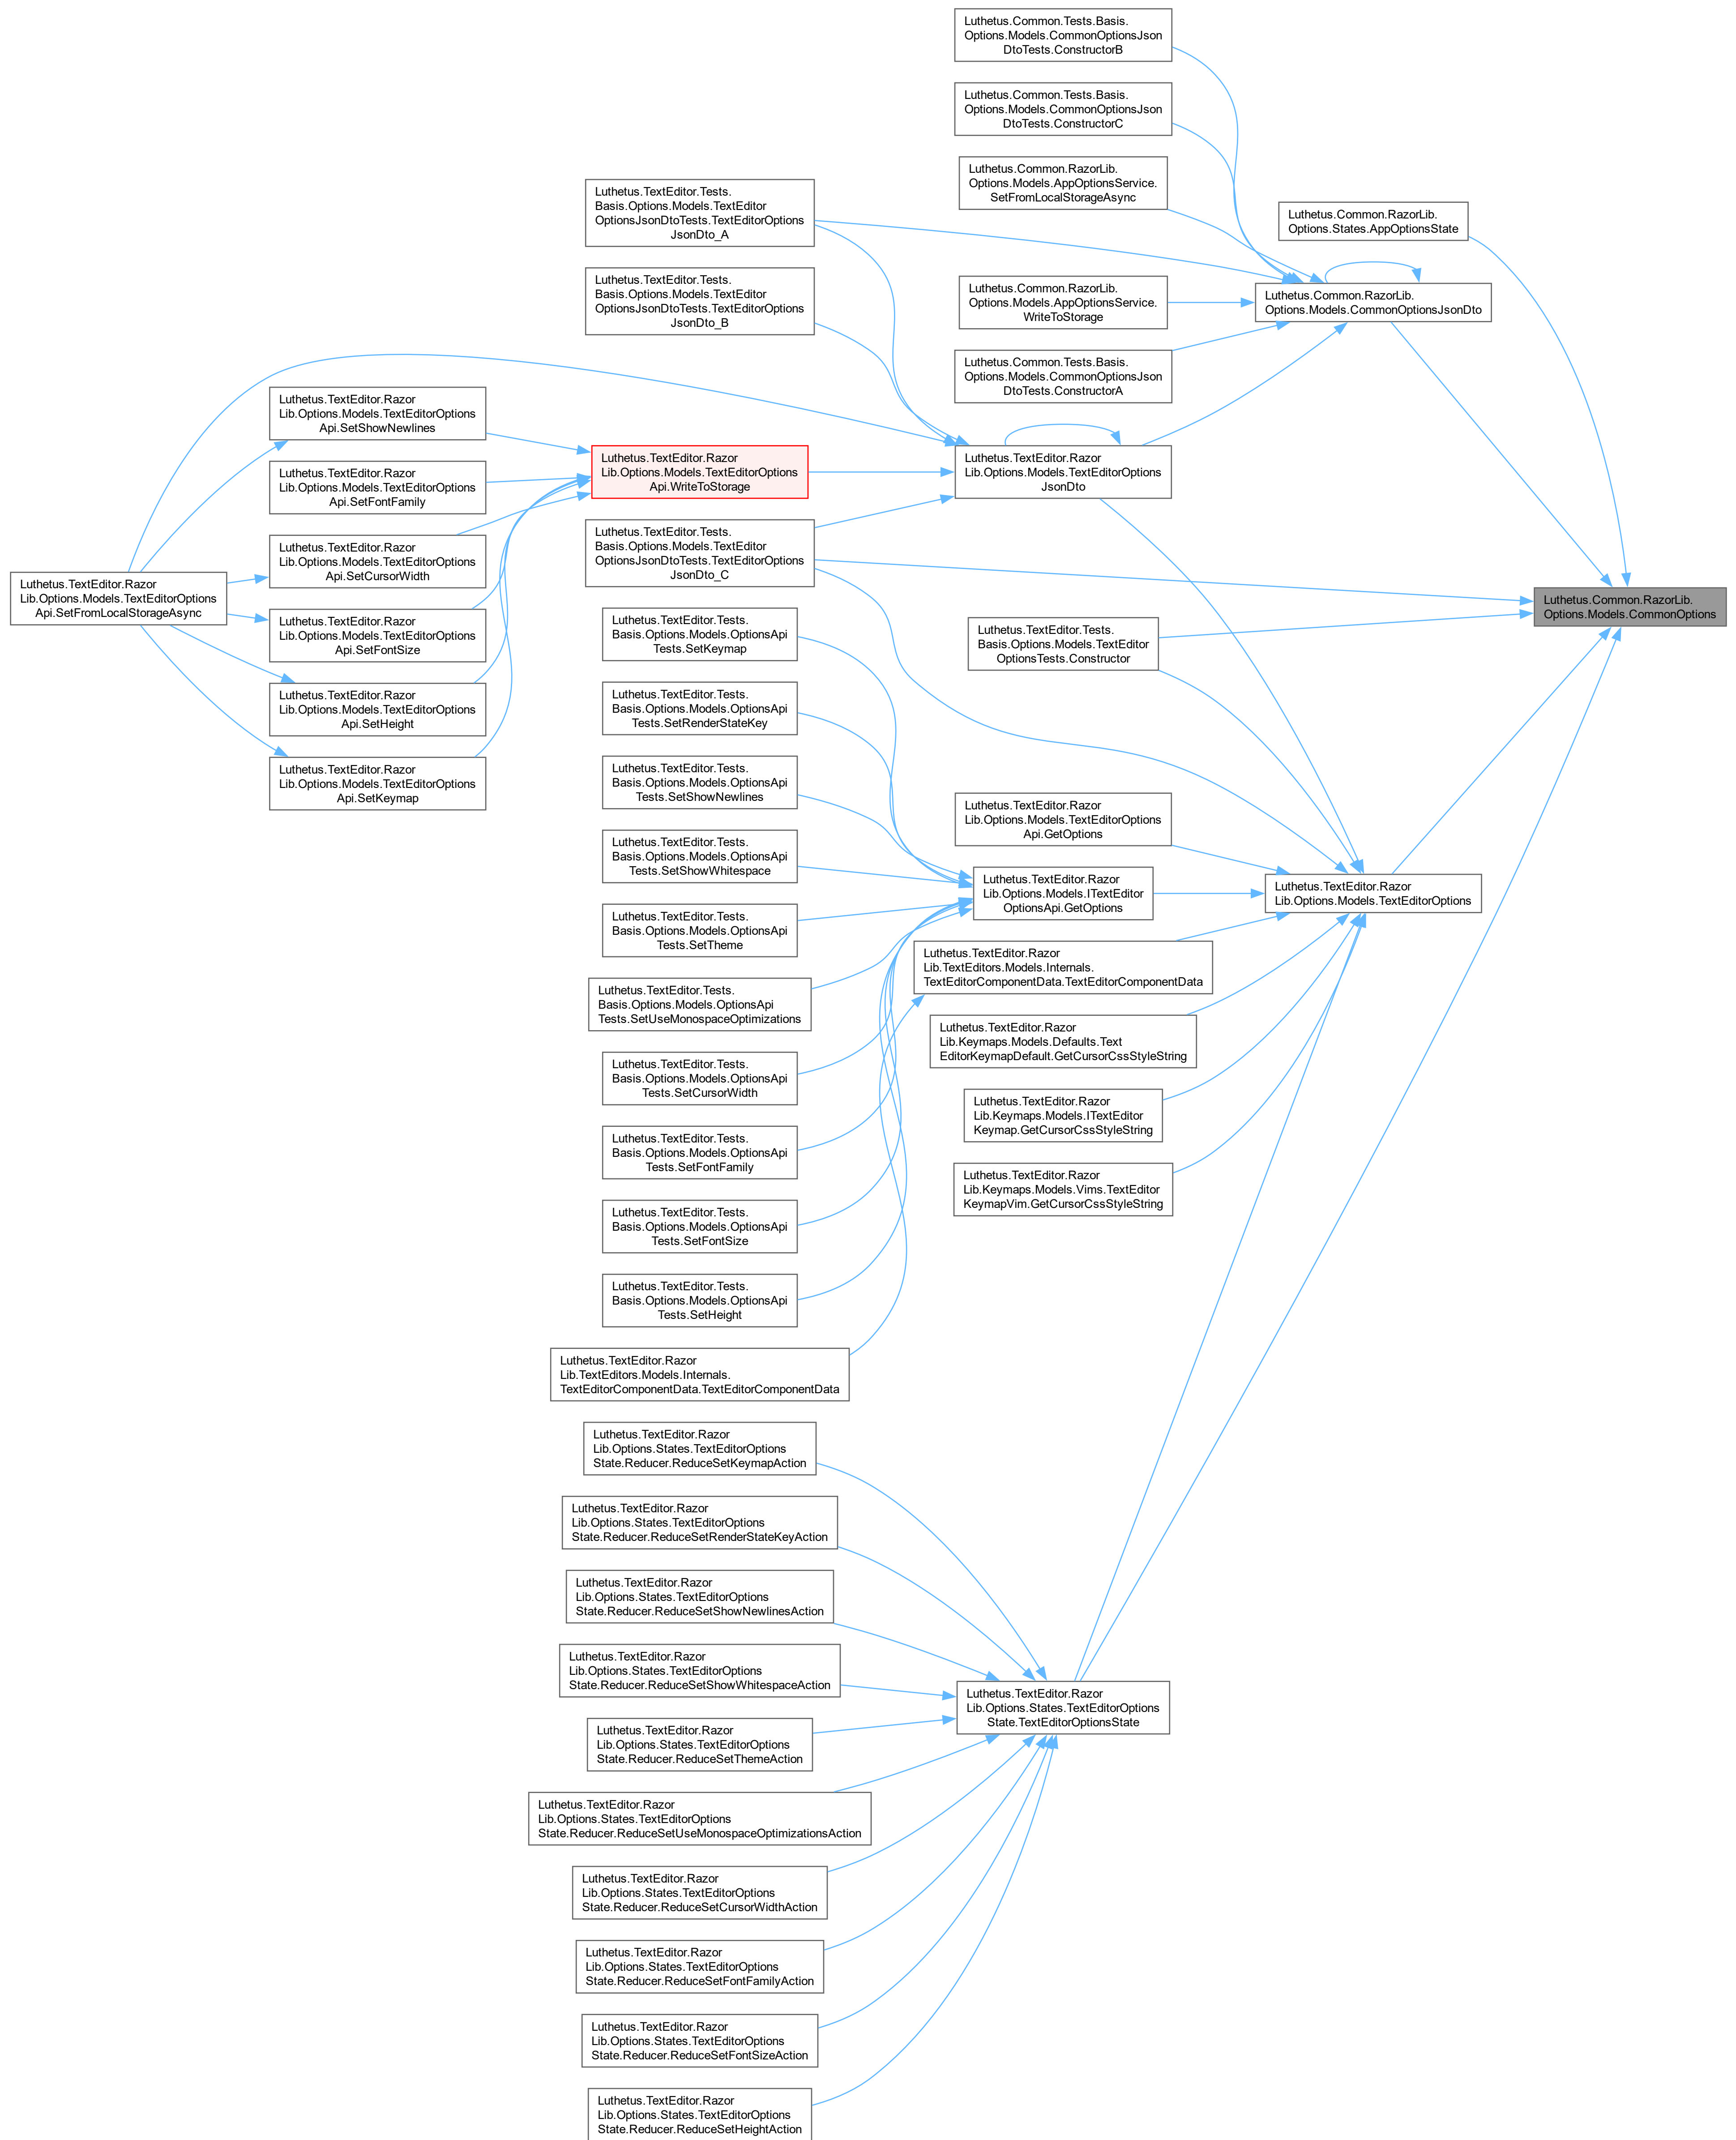 Luthetus.Common.Tests.Basis.
Options.Models.CommonOptionsJson
DtoTests.ConstructorB
Luthetus.Common.Tests.Basis.
Options.Models.CommonOptionsJson
DtoTests.ConstructorC
Luthetus.Common.RazorLib.
Options.Models.AppOptionsService.
SetFromLocalStorageAsync
Luthetus.TextEditor.Tests.
Basis.Options.Models.TextEditor
OptionsJsonDtoTests.TextEditorOptions
JsonDto_A
Luthetus.Common.RazorLib.
Options.States.AppOptionsState
Luthetus.TextEditor.Tests.
Basis.Options.Models.TextEditor
OptionsJsonDtoTests.TextEditorOptions
JsonDto_B
Luthetus.Common.RazorLib.
Options.Models.AppOptionsService.
WriteToStorage
Luthetus.Common.RazorLib.
Options.Models.CommonOptionsJsonDto
Luthetus.Common.Tests.Basis.
Options.Models.CommonOptionsJson
DtoTests.ConstructorA
Luthetus.TextEditor.Razor
Lib.Options.Models.TextEditorOptions
Api.SetShowNewlines
Luthetus.TextEditor.Razor
Lib.Options.Models.TextEditorOptions
Api.WriteToStorage
Luthetus.TextEditor.Razor
Lib.Options.Models.TextEditorOptions
JsonDto
Luthetus.TextEditor.Razor
Lib.Options.Models.TextEditorOptions
Api.SetFontFamily
Luthetus.TextEditor.Tests.
Basis.Options.Models.TextEditor
OptionsJsonDtoTests.TextEditorOptions
JsonDto_C
Luthetus.TextEditor.Razor
Lib.Options.Models.TextEditorOptions
Api.SetCursorWidth
Luthetus.TextEditor.Razor
Lib.Options.Models.TextEditorOptions
Api.SetFromLocalStorageAsync
Luthetus.Common.RazorLib.
Options.Models.CommonOptions
Luthetus.TextEditor.Razor
Lib.Options.Models.TextEditorOptions
Api.SetFontSize
Luthetus.TextEditor.Tests.
Basis.Options.Models.OptionsApi
Tests.SetKeymap
Luthetus.TextEditor.Tests.
Basis.Options.Models.TextEditor
OptionsTests.Constructor
Luthetus.TextEditor.Razor
Lib.Options.Models.TextEditorOptions
Api.SetHeight
Luthetus.TextEditor.Tests.
Basis.Options.Models.OptionsApi
Tests.SetRenderStateKey
Luthetus.TextEditor.Razor
Lib.Options.Models.TextEditorOptions
Api.SetKeymap
Luthetus.TextEditor.Tests.
Basis.Options.Models.OptionsApi
Tests.SetShowNewlines
Luthetus.TextEditor.Razor
Lib.Options.Models.TextEditorOptions
Api.GetOptions
Luthetus.TextEditor.Tests.
Basis.Options.Models.OptionsApi
Tests.SetShowWhitespace
Luthetus.TextEditor.Razor
Lib.Options.Models.ITextEditor
OptionsApi.GetOptions
Luthetus.TextEditor.Razor
Lib.Options.Models.TextEditorOptions
Luthetus.TextEditor.Tests.
Basis.Options.Models.OptionsApi
Tests.SetTheme
Luthetus.TextEditor.Razor
Lib.TextEditors.Models.Internals.
TextEditorComponentData.TextEditorComponentData
Luthetus.TextEditor.Tests.
Basis.Options.Models.OptionsApi
Tests.SetUseMonospaceOptimizations
Luthetus.TextEditor.Razor
Lib.Keymaps.Models.Defaults.Text
EditorKeymapDefault.GetCursorCssStyleString
Luthetus.TextEditor.Tests.
Basis.Options.Models.OptionsApi
Tests.SetCursorWidth
Luthetus.TextEditor.Razor
Lib.Keymaps.Models.ITextEditor
Keymap.GetCursorCssStyleString
Luthetus.TextEditor.Tests.
Basis.Options.Models.OptionsApi
Tests.SetFontFamily
Luthetus.TextEditor.Razor
Lib.Keymaps.Models.Vims.TextEditor
KeymapVim.GetCursorCssStyleString
Luthetus.TextEditor.Tests.
Basis.Options.Models.OptionsApi
Tests.SetFontSize
Luthetus.TextEditor.Tests.
Basis.Options.Models.OptionsApi
Tests.SetHeight
Luthetus.TextEditor.Razor
Lib.TextEditors.Models.Internals.
TextEditorComponentData.TextEditorComponentData
Luthetus.TextEditor.Razor
Lib.Options.States.TextEditorOptions
State.Reducer.ReduceSetKeymapAction
Luthetus.TextEditor.Razor
Lib.Options.States.TextEditorOptions
State.Reducer.ReduceSetRenderStateKeyAction
Luthetus.TextEditor.Razor
Lib.Options.States.TextEditorOptions
State.Reducer.ReduceSetShowNewlinesAction
Luthetus.TextEditor.Razor
Lib.Options.States.TextEditorOptions
State.Reducer.ReduceSetShowWhitespaceAction
Luthetus.TextEditor.Razor
Lib.Options.States.TextEditorOptions
State.TextEditorOptionsState
Luthetus.TextEditor.Razor
Lib.Options.States.TextEditorOptions
State.Reducer.ReduceSetThemeAction
Luthetus.TextEditor.Razor
Lib.Options.States.TextEditorOptions
State.Reducer.ReduceSetUseMonospaceOptimizationsAction
Luthetus.TextEditor.Razor
Lib.Options.States.TextEditorOptions
State.Reducer.ReduceSetCursorWidthAction
Luthetus.TextEditor.Razor
Lib.Options.States.TextEditorOptions
State.Reducer.ReduceSetFontFamilyAction
Luthetus.TextEditor.Razor
Lib.Options.States.TextEditorOptions
State.Reducer.ReduceSetFontSizeAction
Luthetus.TextEditor.Razor
Lib.Options.States.TextEditorOptions
State.Reducer.ReduceSetHeightAction